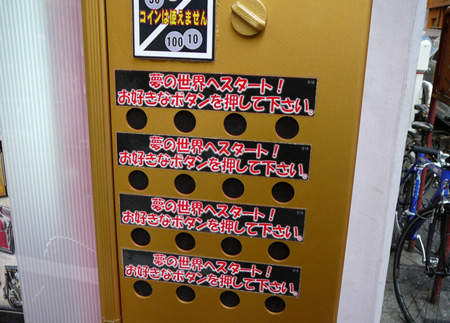 コインは使えません
100 10
夢の世界へスタート!
お好きなボタンを押して下さい。
夢の世界へスタート!
お好きなボタンを押して下さい。
夢の世界へスタート!
お好きなボタンを押して下さい。
夢の世界へスタート!
お好きなボタンを押して下さい。